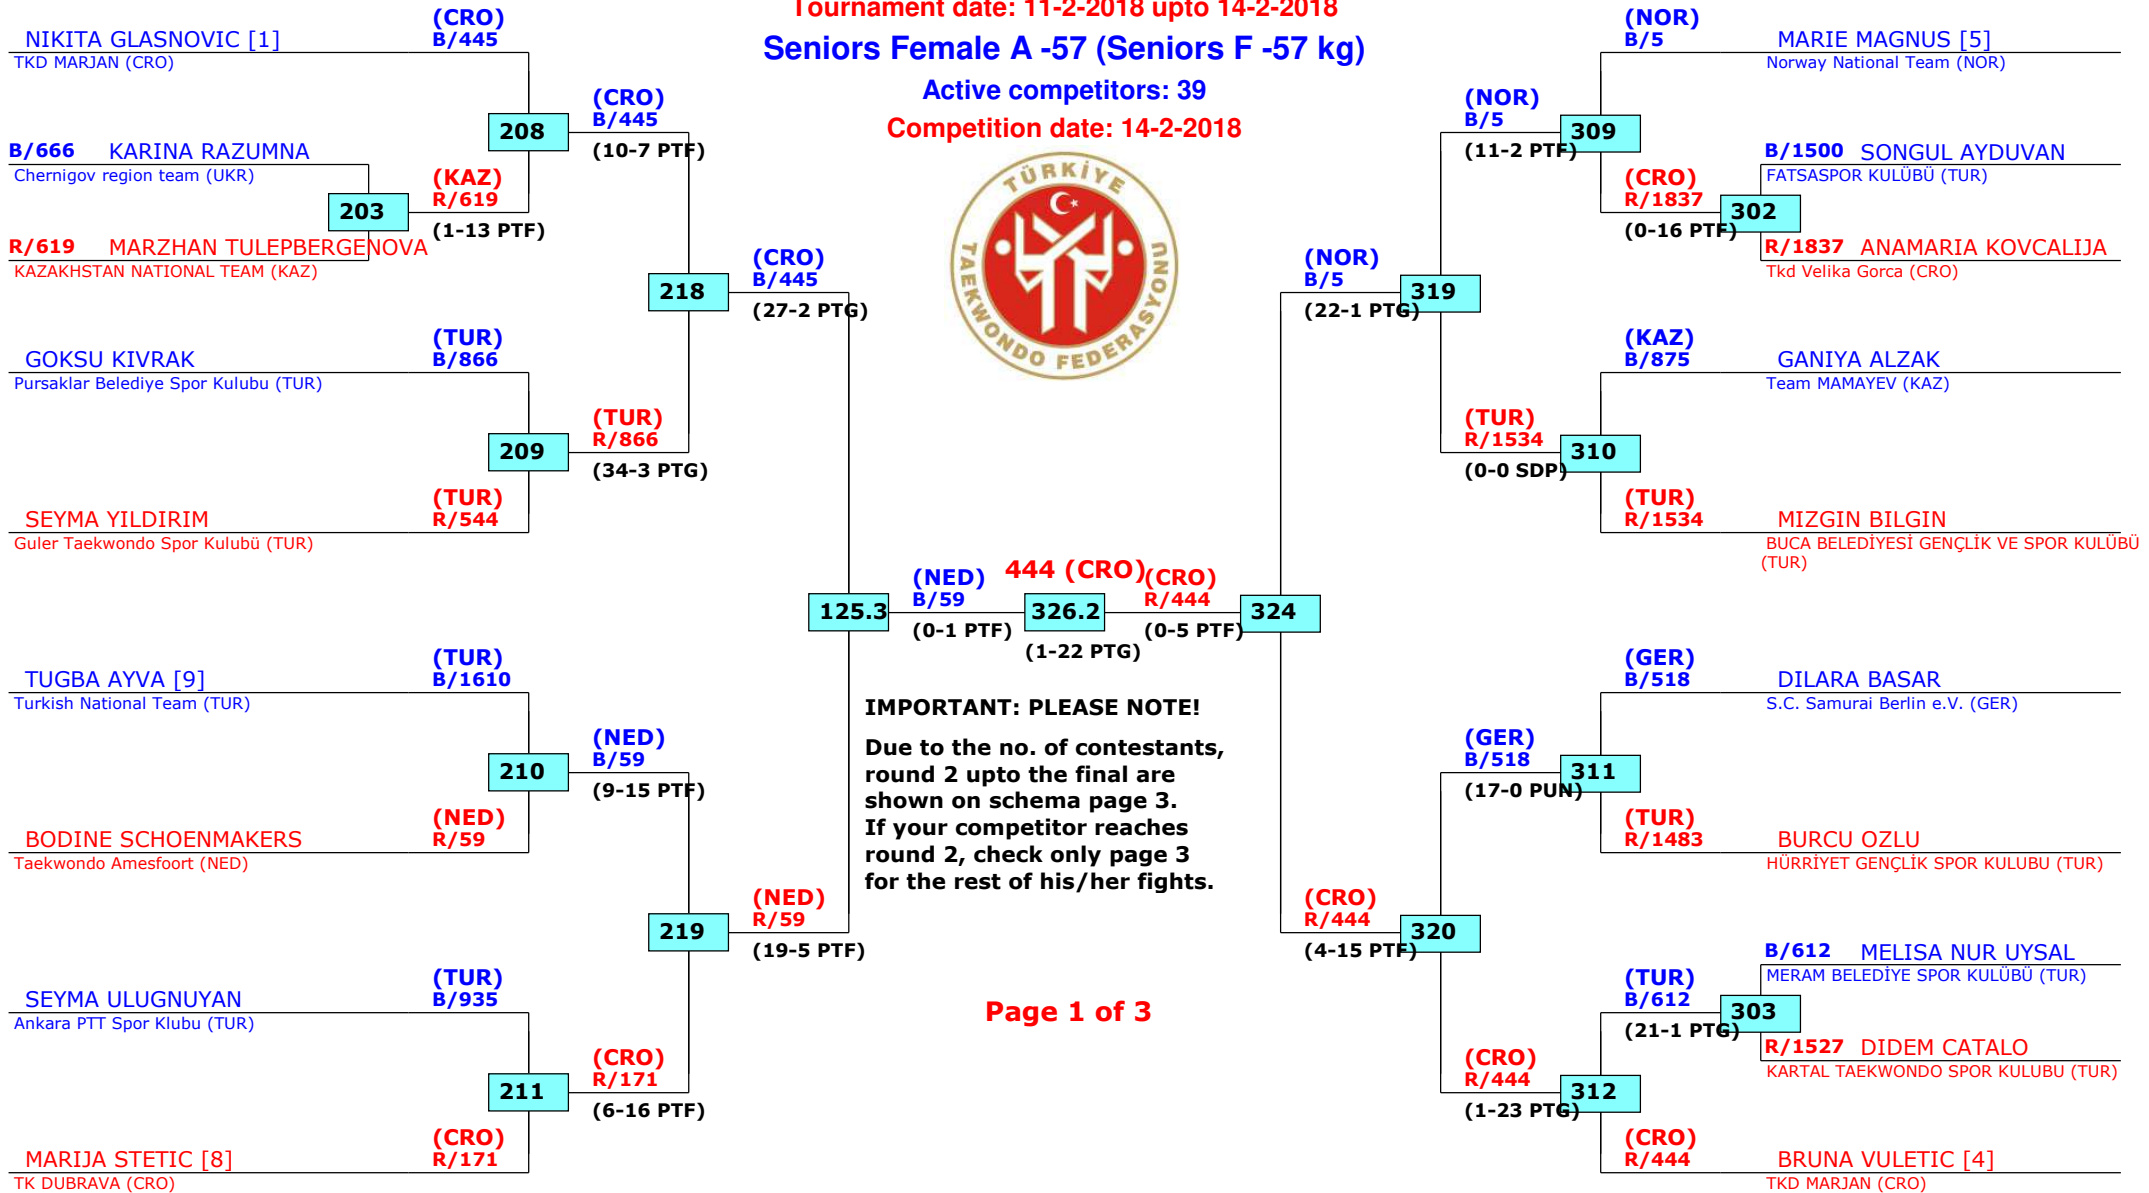 Tournament date: 11-2-2018 upto 14-2-2018
Seniors Female A -57 (Seniors F -57 kg)
Active competitors: 39
Competition date: 14-2-2018
TÜRKİYE
TAEKWONDO FEDERASYONU
NIKITA GLASNOVIC [1]
TKD MARJAN (CRO)
(CRO)
B/445
B/666 KARINA RAZUMNA
Chernigov region team (UKR)
203
R/619 MARZHAN TULEPBERGENOVA
KAZAKHSTAN NATIONAL TEAM (KAZ)
(KAZ)
R/619
(1-13 PTF)
208
(CRO)
B/445
(10-7 PTF)
GOKSU KIVRAK
Pursaklar Belediye Spor Kulubu (TUR)
(TUR)
B/866
209
SEYMA YILDIRIM
Guler Taekwondo Spor Kulubü (TUR)
(TUR)
R/544
(TUR)
R/866
(34-3 PTG)
218
(CRO)
B/445
(27-2 PTG)
TUGBA AYVA [9]
Turkish National Team (TUR)
(TUR)
B/1610
210
BODINE SCHOENMAKERS
Taekwondo Amesfoort (NED)
(NED)
R/59
(NED)
B/59
(9-15 PTF)
SEYMA ULUGNUYAN
Ankara PTT Spor Klubu (TUR)
(TUR)
B/935
211
MARIJA STETIC [8]
TK DUBRAVA (CRO)
(CRO)
R/171
(CRO)
R/171
(6-16 PTF)
219
(NED)
R/59
(19-5 PTF)
125.3
(NED)
B/59
(0-1 PTF)
444 (CRO)
326.2
(1-22 PTG)
(CRO)
R/444
(0-5 PTF)
324
IMPORTANT: PLEASE NOTE!
Due to the no. of contestants,
round 2 upto the final are
shown on schema page 3.
If your competitor reaches
round 2, check only page 3
for the rest of his/her fights.
Page 1 of 3
(NOR)
B/5
MARIE MAGNUS [5]
Norway National Team (NOR)
(NOR)
B/5
(11-2 PTF)
309
B/1500 SONGUL AYDUVAN
FATSASPOR KULÜBÜ (TUR)
(CRO)
R/1837
(0-16 PTF)
302
R/1837 ANAMARIA KOVCALIJA
Tkd Velika Gorca (CRO)
(NOR)
B/5
(22-1 PTG)
319
(KAZ)
B/875
GANIYA ALZAK
Team MAMAYEV (KAZ)
(TUR)
R/1534
(0-0 SDP)
310
(TUR)
R/1534
MIZGIN BILGIN
BUCA BELEDİYESİ GENÇLİK VE SPOR KULÜBÜ
(TUR)
(GER)
B/518
DILARA BASAR
S.C. Samurai Berlin e.V. (GER)
(GER)
B/518
(17-0 PUN)
311
(TUR)
R/1483
BURCU OZLU
HÜRRİYET GENÇLİK SPOR KULUBU (TUR)
(CRO)
R/444
(4-15 PTF)
320
B/612 MELISA NUR UYSAL
MERAM BELEDİYE SPOR KULÜBÜ (TUR)
(TUR)
B/612
(21-1 PTG)
303
R/1527 DIDEM CATALO
KARTAL TAEKWONDO SPOR KULUBU (TUR)
(CRO)
R/444
(1-23 PTG)
312
(CRO)
R/444
BRUNA VULETIC [4]
TKD MARJAN (CRO)